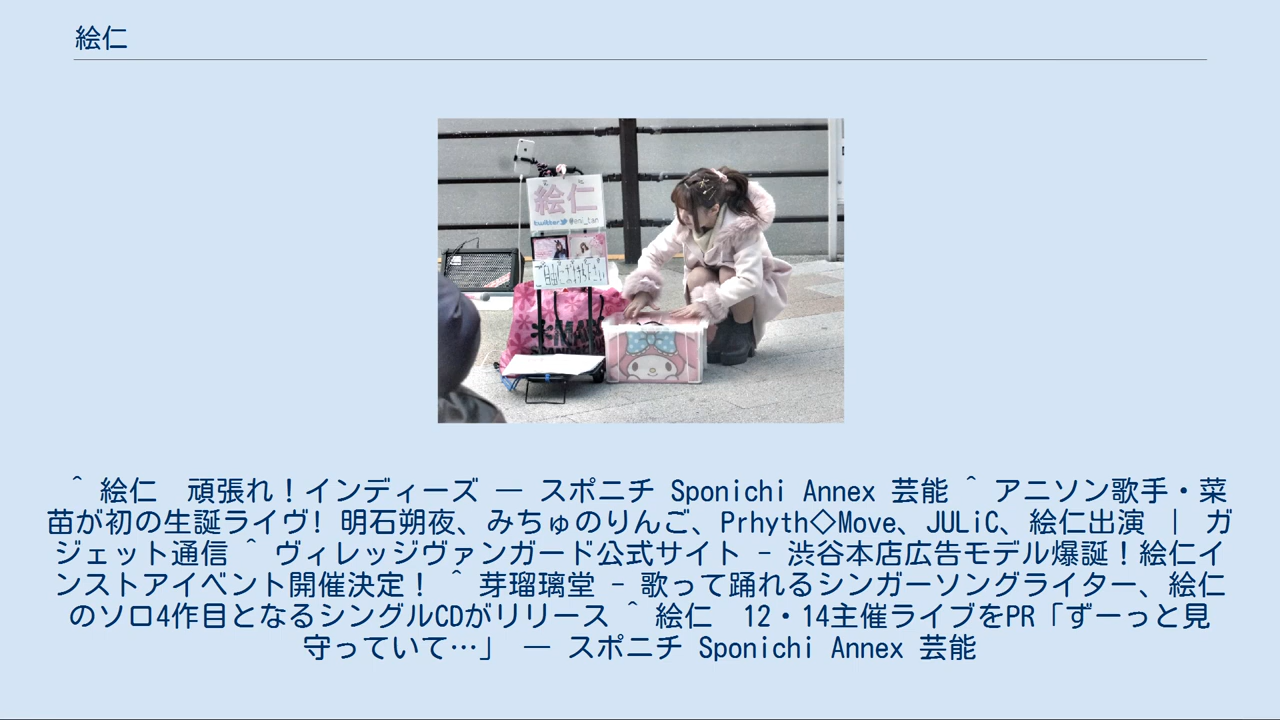 絵仁
絵仁
twitter @eni_tan
^ 絵仁　頑張れ！インディーズ ― スポニチ Sponichi Annex 芸能 ^ アニソン歌手・菜
苗が初の生誕ライヴ! 明石朔夜、みちゅのりんご、Prhyth◇Move、JULiC、絵仁出演 | ガ
ジェット通信 ^ ヴィレッジヴァンガード公式サイト - 渋谷本店広告モデル爆誕！絵仁イ
ンストアイベント開催決定！ ^ 芽瑠璃堂 - 歌って踊れるシンガーソングライター、絵仁
のソロ4作目となるシングルCDがリリース ^ 絵仁　12・14主催ライブをPR「ずーっと見
守っていて…」 ― スポニチ Sponichi Annex 芸能